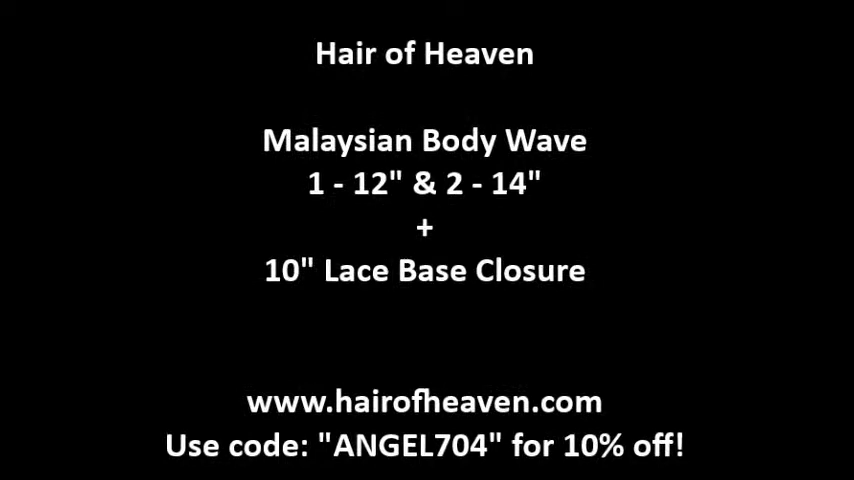 Hair of Heaven
Malaysian Body Wave
1 - 12" & 2 - 14"
+
10" Lace Base Closure
www.hairofheaven.com
Use code: "ANGEL704" for 10% off!